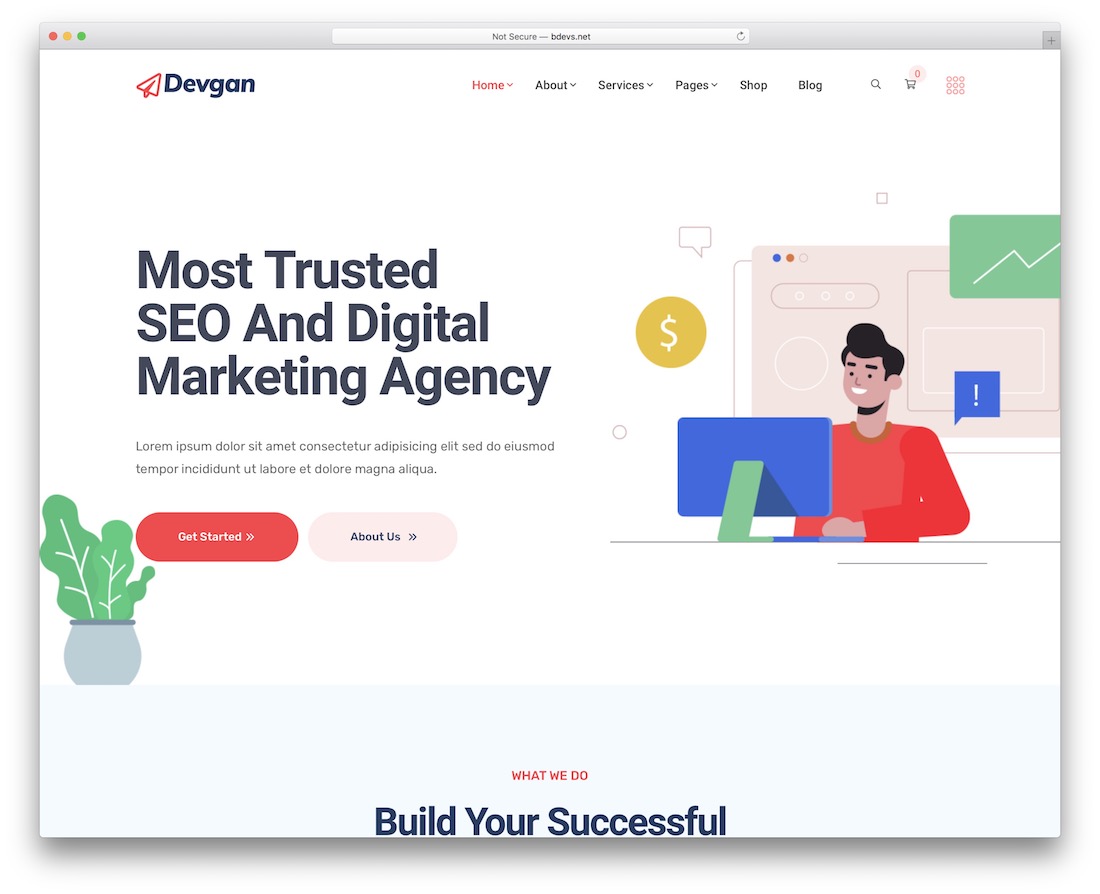 Not Secure — bdevs.net
Devgan
Home About Services Pages Shop Blog
0
Most Trusted
SEO And Digital
Marketing Agency
$
!
Lorem ipsum dolor sit amet consectetur adipisicing elit sed do eiusmod
tempor incididunt ut labore et dolore magna aliqua.
Get Started »
About Us »
WHAT WE DO
Build Your Successful